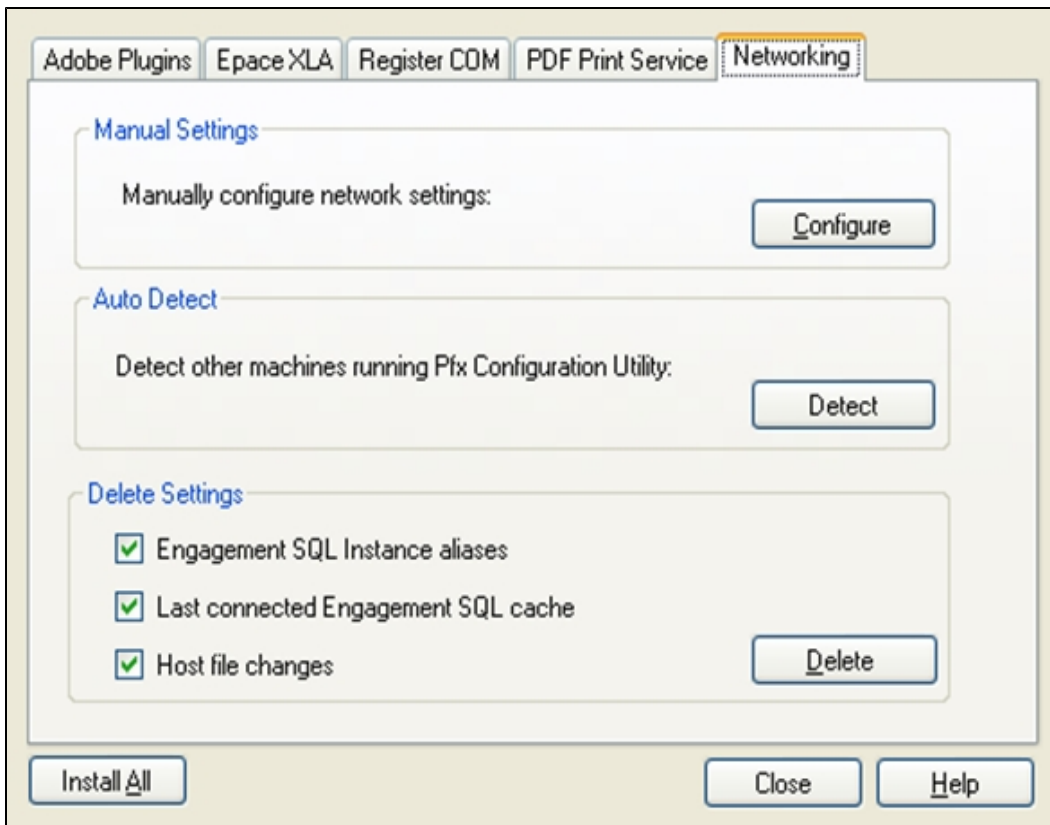 Adobe Plugins Epace XLA Register COM PDF Print Service Networking
Manual Settings
Manually configure network settings:
Configure
Auto Detect
Detect other machines running Pfx Configuration Utility:
Detect
Delete Settings
Engagement SQL Instance aliases
Last connected Engagement SQL cache
Host file changes
Delete
Install All Close Help